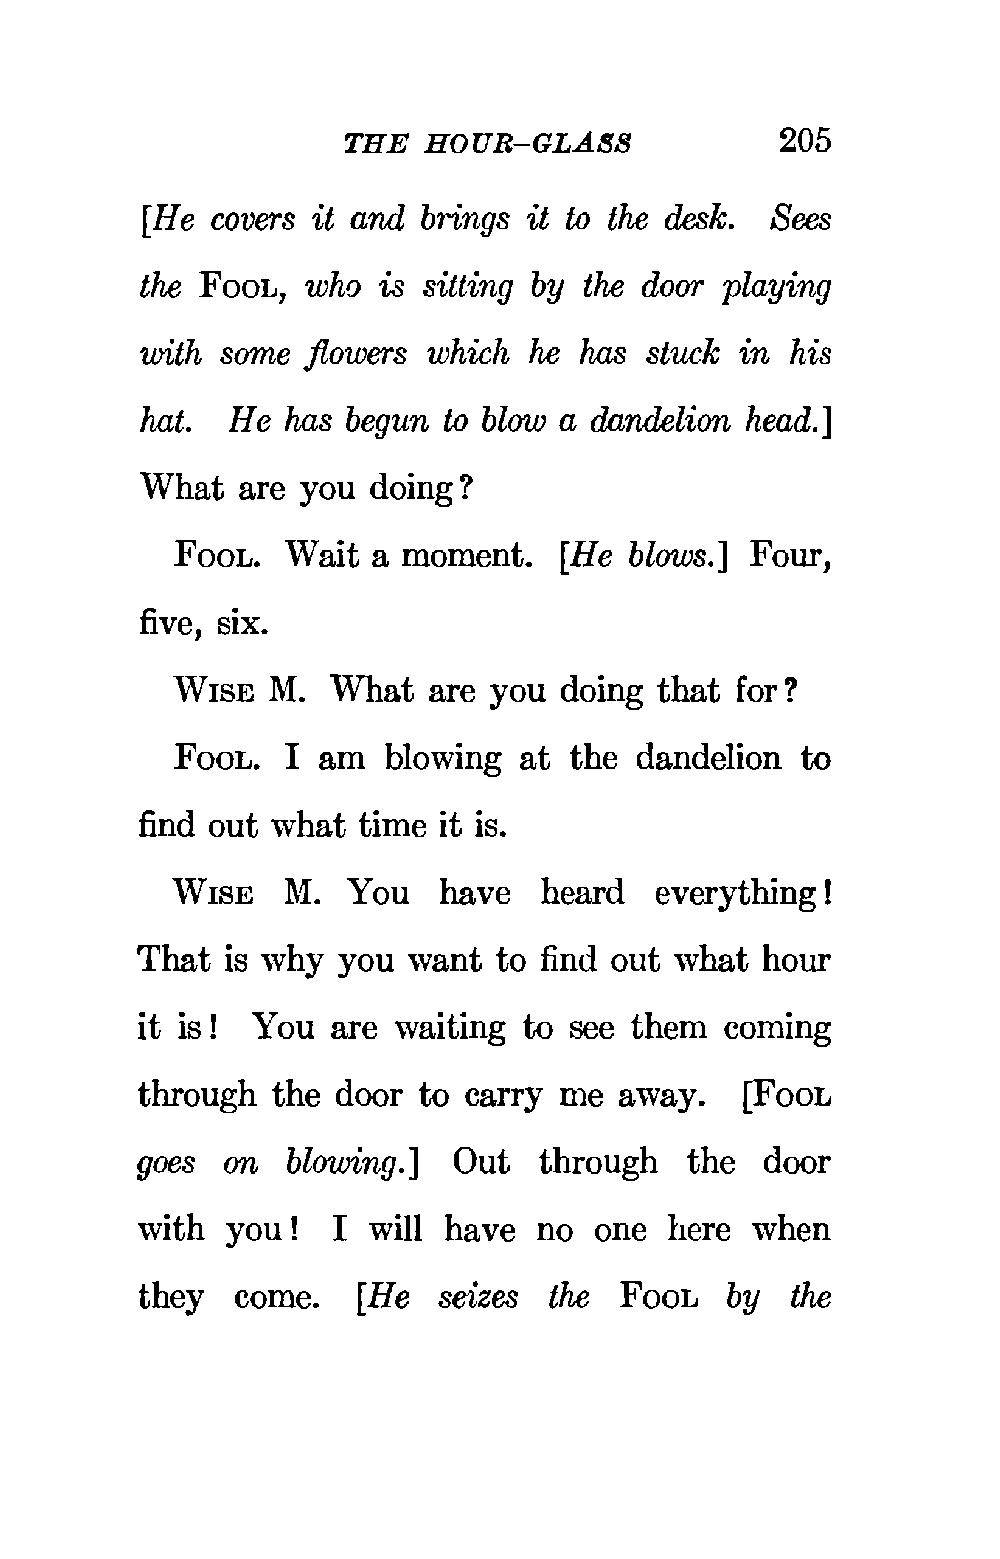 THE HOUR-GLASS 205
[He covers it and brings it to the desk. Sees
the FOOL, who is sitting by the door playing
with some flowers which he has stuck in his
hat. He has begun to blow a dandelion head.]
What are you doing?
FOOL. Wait a moment. [He blows.] Four,
five, six.
WISE M. What are you doing that for?
FOOL. I am blowing at the dandelion to
find out what time it is.
WISE M. You have heard everything!
That is why you want to find out what hour
it is! You are waiting to see them coming
through the door to carry me away. [FOOL
goes on blowing.] Out through the door
with you! I will have no one here when
they come. [He seizes the FOOL by the